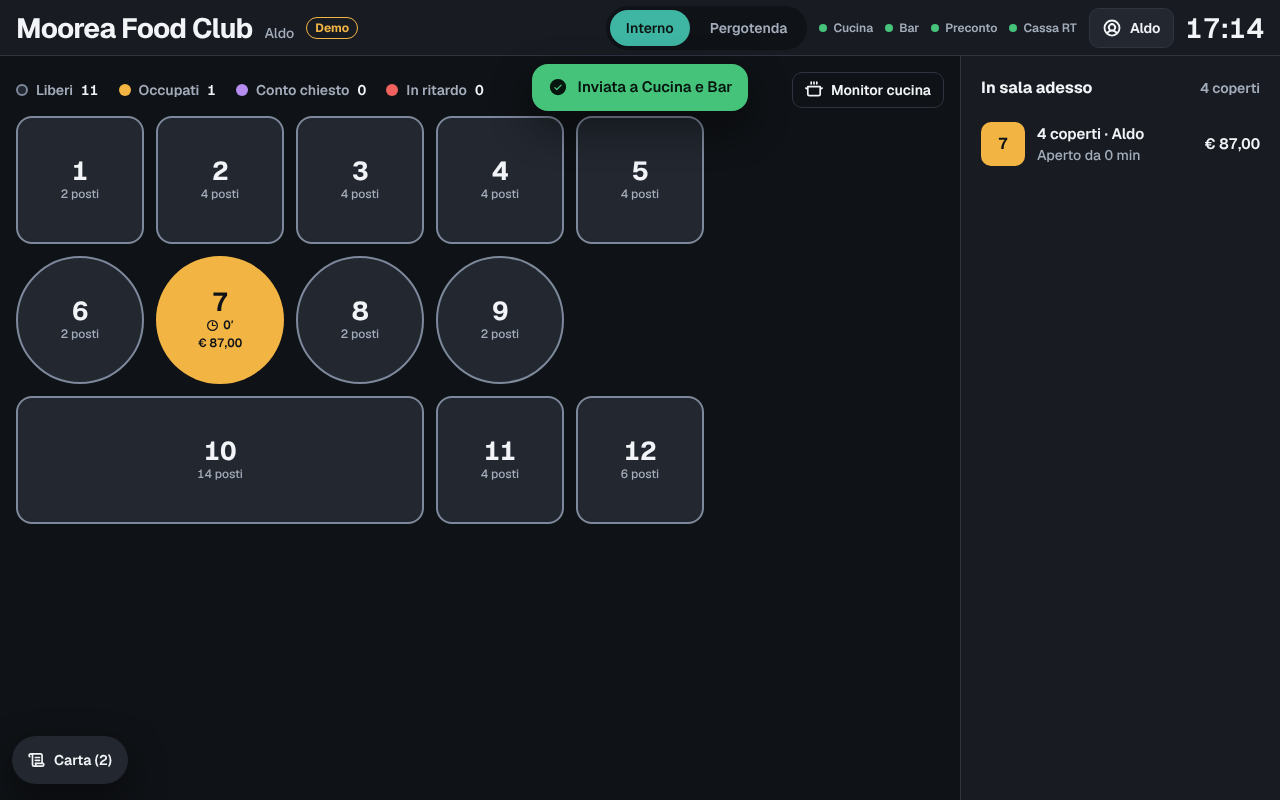 Moorea Food Club Aldo Demo
Interno Pergotenda Cucina Bar Preconto Cassa RT Aldo 17:14
Liberi 11 Occupati 1 Conto chiesto 0 In ritardo 0
Inviata a Cucina e Bar
Monitor cucina
In sala adesso 4 coperti
7
4 coperti · Aldo
Aperto da 0 min
€ 87,00
1
2 posti
2
4 posti
3
4 posti
4
4 posti
5
4 posti
6
2 posti
7
0′
€ 87,00
8
2 posti
9
2 posti
10
14 posti
11
4 posti
12
6 posti
Carta (2)